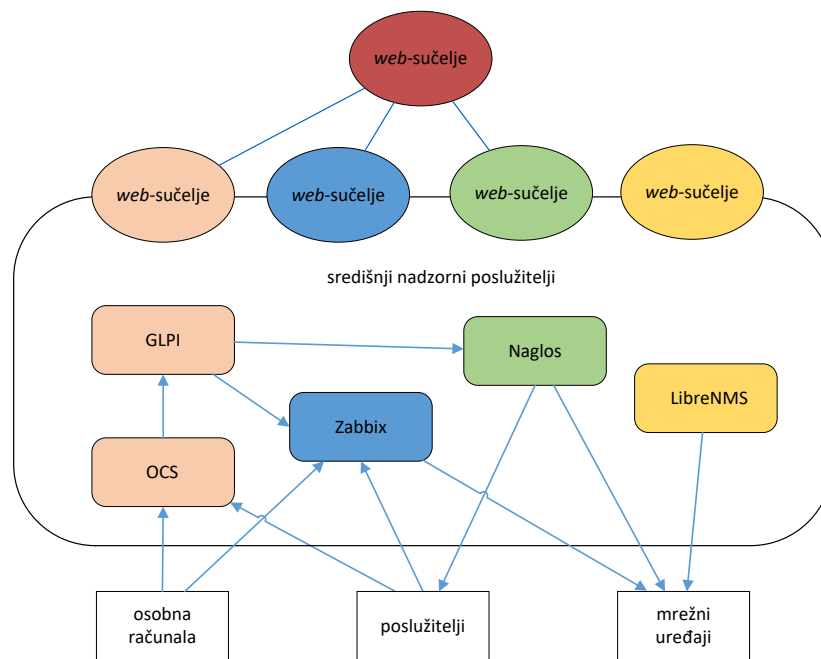 web-sučelje
web-sučelje
web-sučelje
web-sučelje
web-sučelje
središnji nadzorni poslužitelji
GLPI
Naglos
LibreNMS
Zabbix
OCS
osobna
računala
poslužitelji
mrežni
uređaji